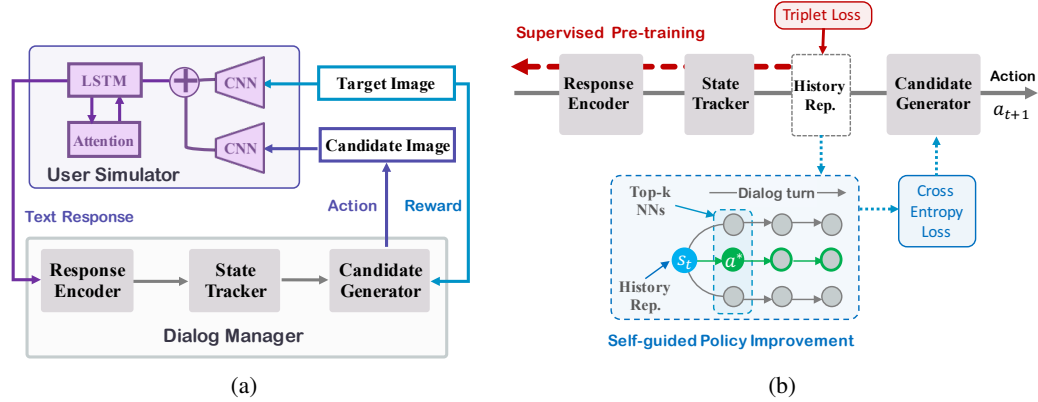 LSTM
Attention
CNN
CNN
Target Image
Candidate Image
User Simulator
Text Response
Action
Reward
Response
Encoder
State
Tracker
Candidate
Generator
Dialog Manager
(a)
Triplet Loss
Supervised Pre-training
Response
Encoder
State
Tracker
History
Rep.
Candidate
Generator
Action
a_{t+1}
Top-k
NNs
Dialog turn
s_t
a*
History
Rep.
Cross
Entropy
Loss
Self-guided Policy Improvement
(b)